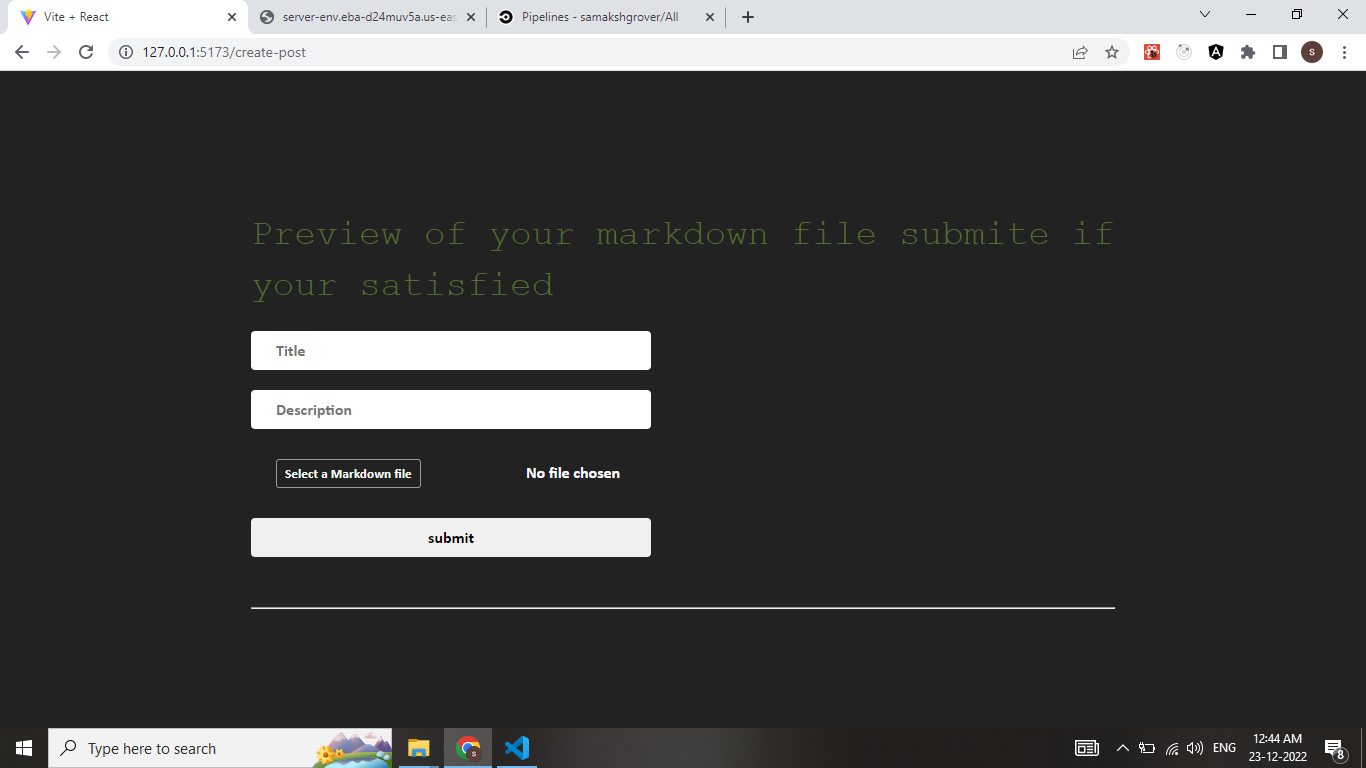 Vite + React
server-env.eba-d24muv5a.us-eas
Pipelines - samakshgrover/All
127.0.0.1:5173/create-post
s
Preview of your markdown file submite if
your satisfied
Title
Description
Select a Markdown file
No file chosen
submit
Type here to search
s
ENG
12:44 AM
23-12-2022
8